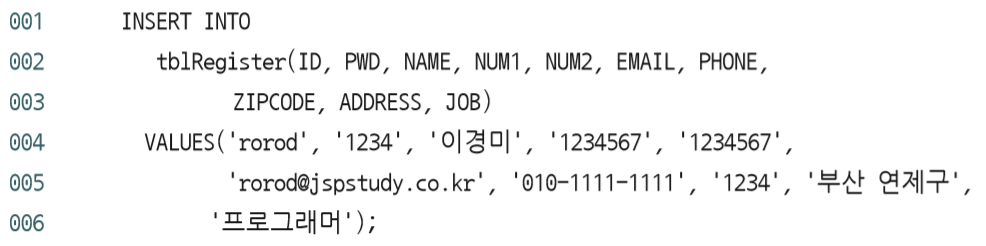 001 INSERT INTO
002 tblRegister(ID, PWD, NAME, NUM1, NUM2, EMAIL, PHONE,
003 ZIPCODE, ADDRESS, JOB)
004 VALUES('rorod', '1234', '이경미', '1234567', '1234567',
005 'rorod@jspstudy.co.kr', '010-1111-1111', '1234', '부산 연제구',
006 '프로그래머');